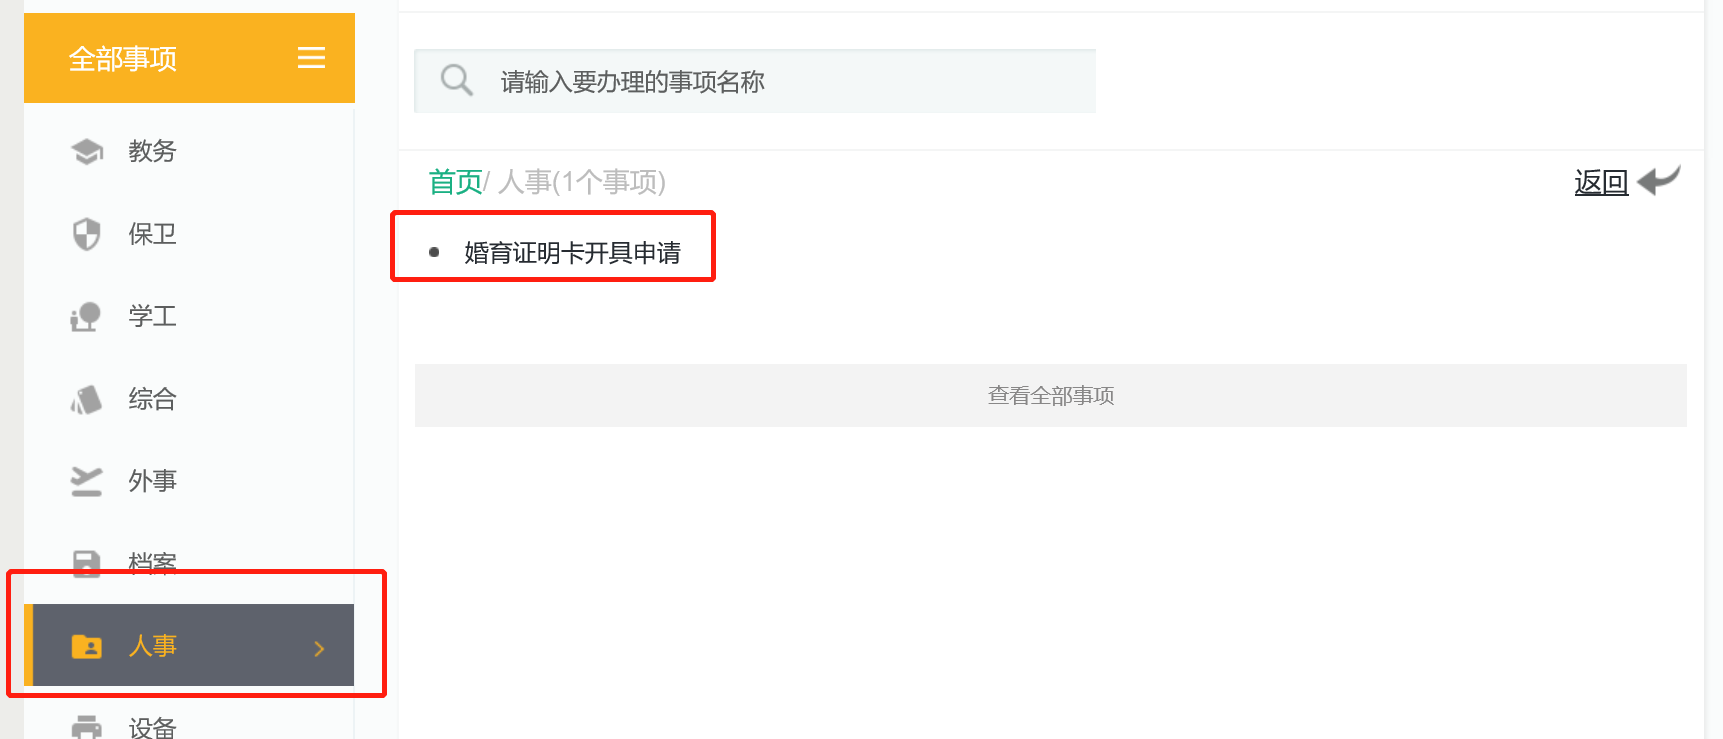 全部事项
教务
保卫
学工
综合
外事
档案
人事
设备
请输入要办理的事项名称
首页/ 人事(1个事项)
返回
婚育证明卡开具申请
查看全部事项